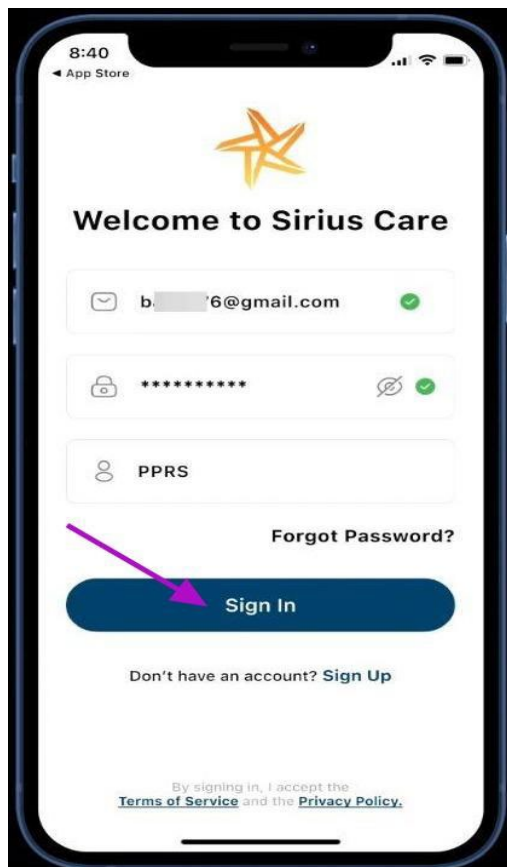 8:40
◀ App Store
Welcome to Sirius Care
b. '6@gmail.com
**********
PPRS
Forgot Password?
Sign In
Don't have an account? Sign Up
By signing in, I accept the
Terms of Service and the Privacy Policy.